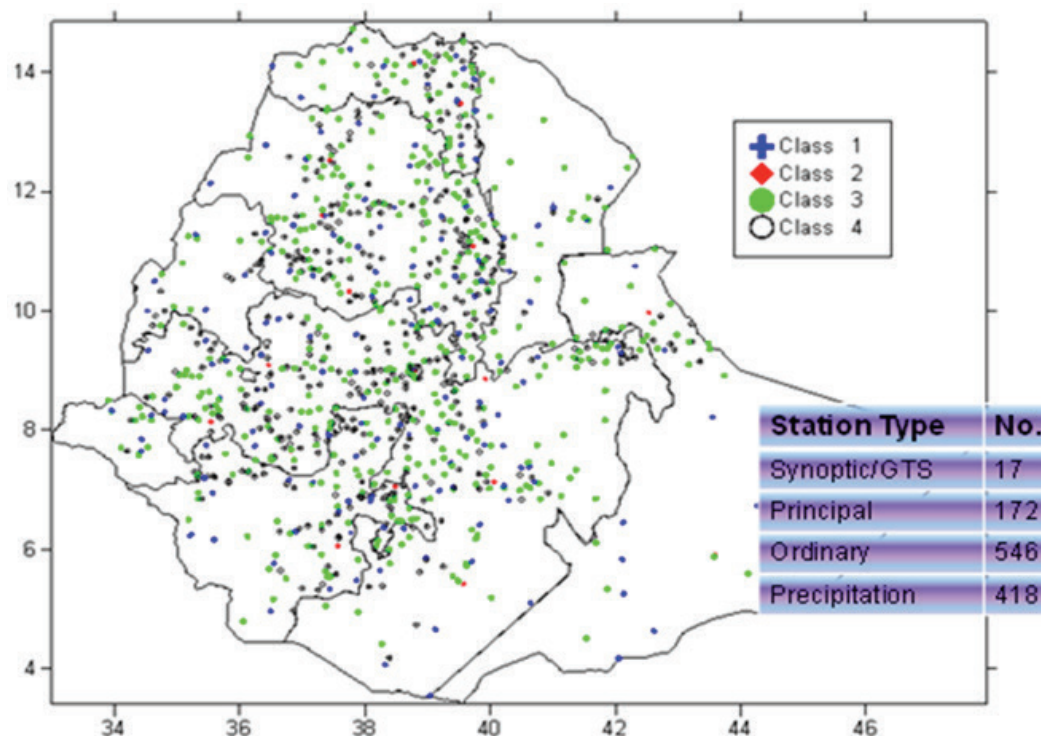 14
12
10
8
6
4
34 36 38 40 42 44 46
Class 1
Class 2
Class 3
Class 4
Station Type No.
Synoptic/GTS 17
Principal 172
Ordinary 546
Precipitation 418